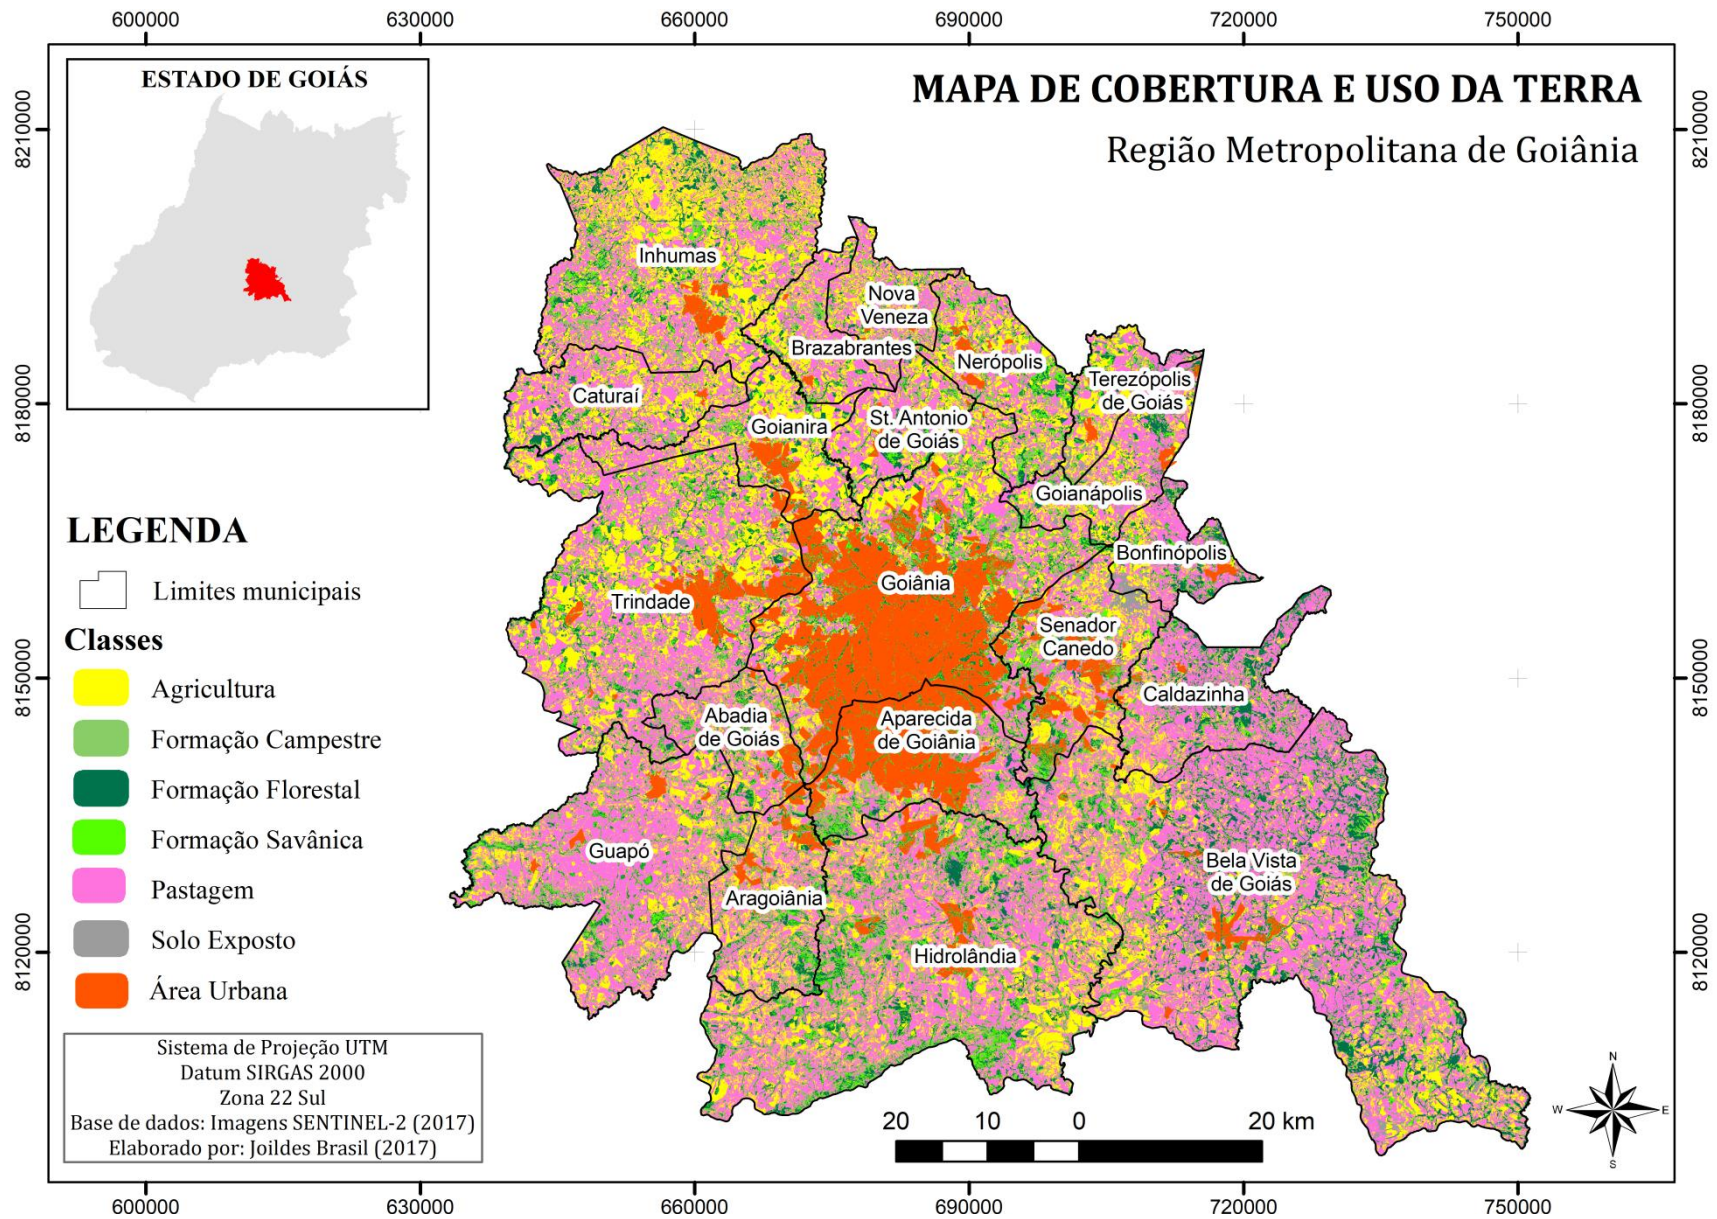 600000
630000
660000
690000
720000
750000
ESTADO DE GOIÁS
MAPA DE COBERTURA E USO DA TERRA
Região Metropolitana de Goiânia
8210000
8210000
Inhumas
Nova
Veneza
Brazabrantes
Nerópolis
Terezópolis
de Goiás
8180000
8180000
Caturaí
Goianira
St. Antonio
de Goiás
Goianápolis
Bonfinópolis
Goiânia
Trindade
Senador
Canedo
8150000
8150000
Caldazinha
Abadia
de Goiás
Aparecida
de Goiânia
Guapó
Bela Vista
de Goiás
Aragoiânia
Hidrolândia
8120000
8120000
LEGENDA
Limites municipais
Classes
Agricultura
Formação Campestre
Formação Florestal
Formação Savânica
Pastagem
Solo Exposto
Área Urbana
Sistema de Projeção UTM
Datum SIRGAS 2000
Zona 22 Sul
Base de dados: Imagens SENTINEL-2 (2017)
Elaborado por: Joildes Brasil (2017)
20 10 0 20 km
N
W E
S
600000
630000
660000
690000
720000
750000